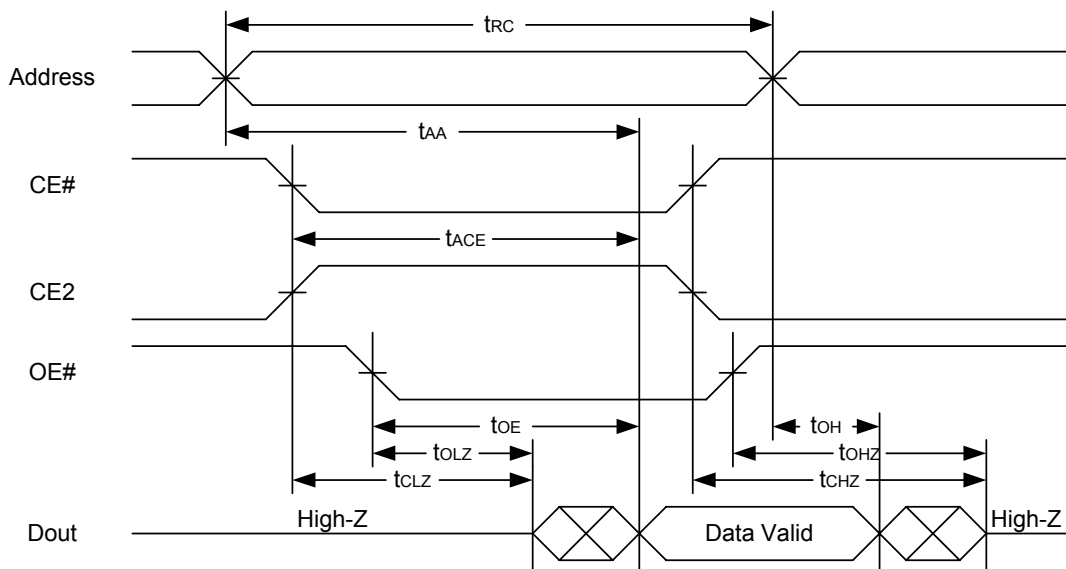 tRC
Address
tAA
CE#
tACE
CE2
OE#
tOE
tOH
tOLZ
tOHZ
tCLZ
tCHZ
High-Z
High-Z
Dout
Data Valid